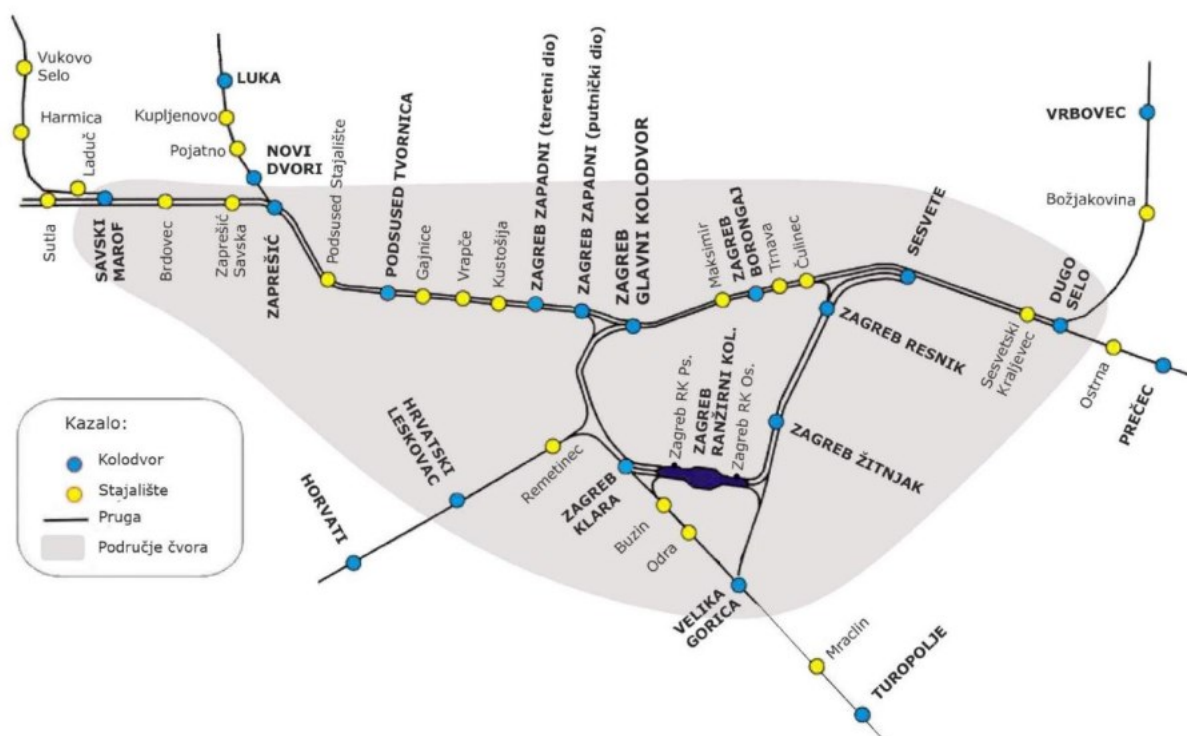 Vukovo
Selo
Harmica
Laduč
Sutla
SAVSKI
MAROF
Brdovec
Zaprešić
Savska
ZAPREŠIĆ
LUKA
Kupljenovo
Pojatno
NOVI
DVORI
Podsused Stajalište
PODSUSED TVORNICA
Gajnice
Vrapče
Kustošija
ZAGREB ZAPADNI (teretni dio)
ZAGREB ZAPADNI (putnički dio)
ZAGREB
GLAVNI KOLODVOR
Maksimir
ZAGREB
BORONGAJ
Trnava
Čulinec
SESVETE
VRBOVEC
Božjakovina
DUGO
SELO
Sesvetski
Kraljevec
Ostrna
PREČEC
ZAGREB RESNIK
ZAGREB ŽITNJAK
Zagreb RK Ps.
ZAGREB
RANŽIRNI KOL.
Zagreb RK Os.
HRVATSKI
LESKOVAC
HORVATI
Remetinec
ZAGREB
KLARA
Buzin
Odra
VELIKA
GORICA
Mraclin
TUROPOLJE
Kazalo:
Kolodvor
Stajalište
Pruga
Područje čvora